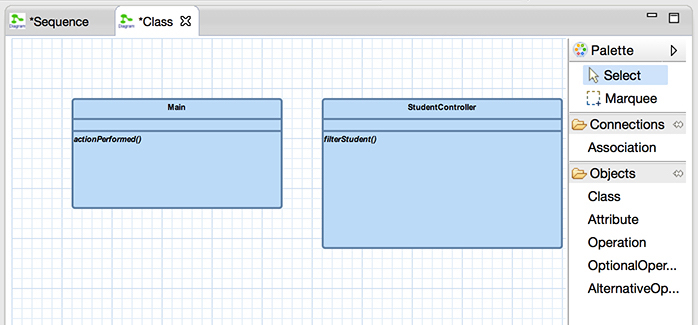 *Sequence
*Class
Diagram
Diagram
Main
actionPerformed()
StudentController
filterStudent()
Palette
Select
Marquee
Connections
Association
Objects
Class
Attribute
Operation
OptionalOper...
AlternativeOp...